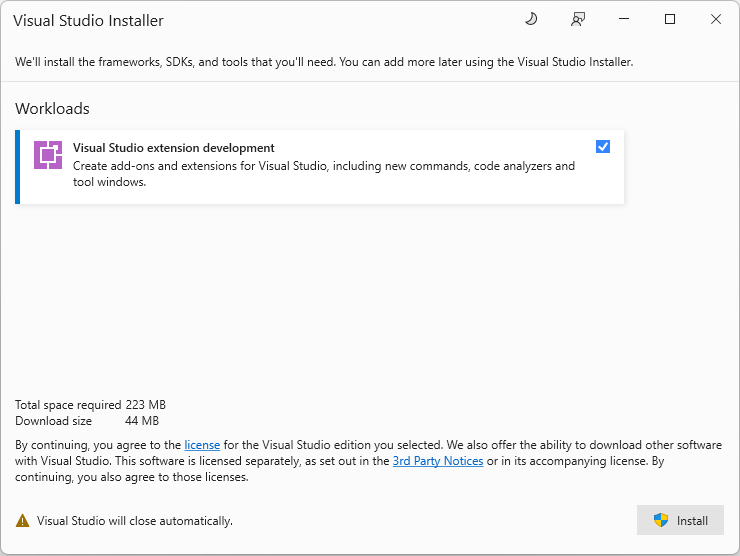 Visual Studio Installer
We'll install the frameworks, SDKs, and tools that you'll need. You can add more later using the Visual Studio Installer.
Workloads
Visual Studio extension development
Create add-ons and extensions for Visual Studio, including new commands, code analyzers and
tool windows.
Total space required 223 MB
Download size 44 MB
By continuing, you agree to the license for the Visual Studio edition you selected. We also offer the ability to download other software
with Visual Studio. This software is licensed separately, as set out in the 3rd Party Notices or in its accompanying license. By
continuing, you also agree to those licenses.
Visual Studio will close automatically.
Install